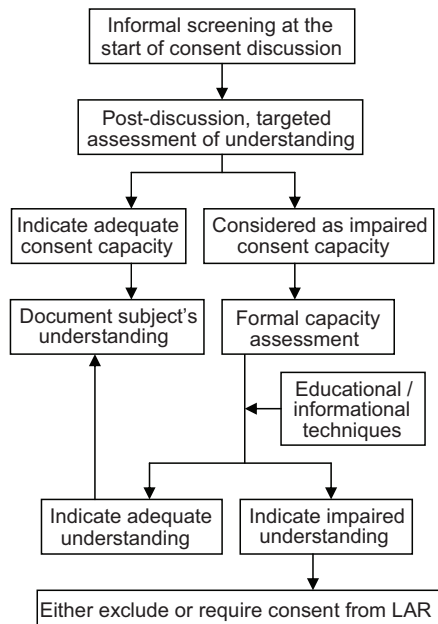 Informal screening at the
start of consent discussion
Post-discussion, targeted
assessment of understanding
Indicate adequate
consent capacity
Considered as impaired
consent capacity
Document subject's
understanding
Formal capacity
assessment
Educational /
informational
techniques
Indicate adequate
understanding
Indicate impaired
understanding
Either exclude or require consent from LAR